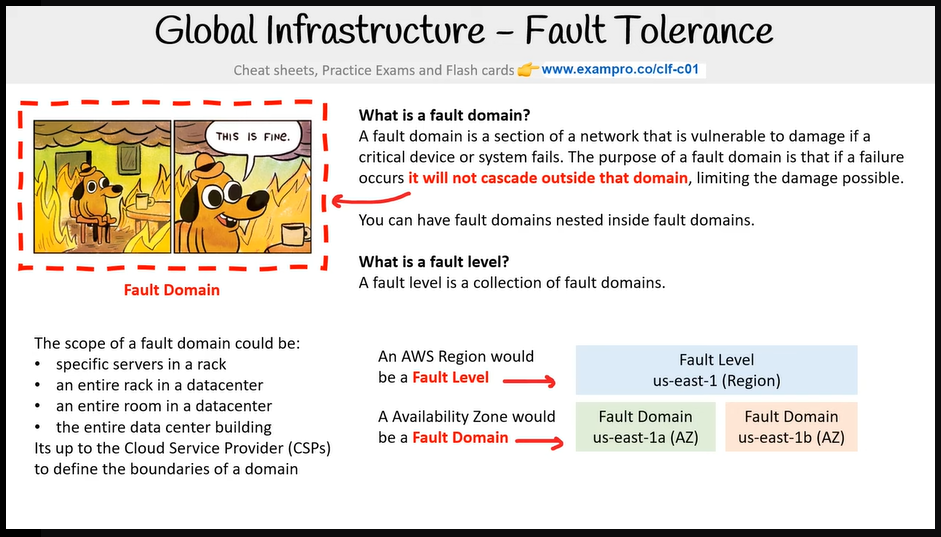 Global Infrastructure – Fault Tolerance
Cheat sheets, Practice Exams and Flash cards 👉 www.exampro.co/clf-c01
THIS IS FINE.
Fault Domain
What is a fault domain?
A fault domain is a section of a network that is vulnerable to damage if a
critical device or system fails. The purpose of a fault domain is that if a failure
occurs it will not cascade outside that domain, limiting the damage possible.
You can have fault domains nested inside fault domains.
What is a fault level?
A fault level is a collection of fault domains.
The scope of a fault domain could be:
• specific servers in a rack
• an entire rack in a datacenter
• an entire room in a datacenter
• the entire data center building
Its up to the Cloud Service Provider (CSPs)
to define the boundaries of a domain
An AWS Region would
be a Fault Level
Fault Level
us-east-1 (Region)
A Availability Zone would
be a Fault Domain
Fault Domain
us-east-1a (AZ)
Fault Domain
us-east-1b (AZ)